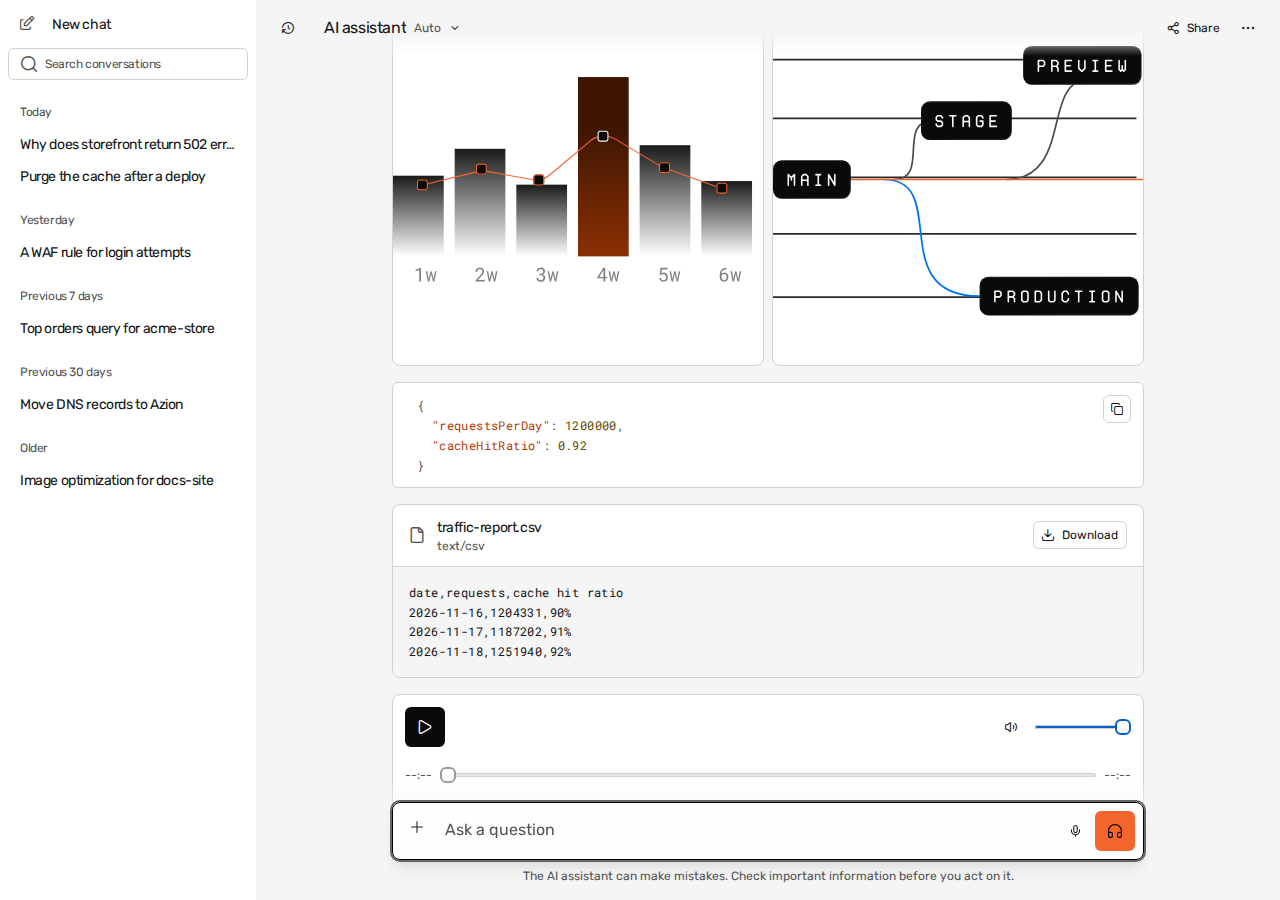 New chat
Search conversations
Today
Why does storefront return 502 err...
Purge the cache after a deploy
Yesterday
A WAF rule for login attempts
Previous 7 days
Top orders query for acme-store
Previous 30 days
Move DNS records to Azion
Older
Image optimization for docs-site
AI assistant Auto
Share
1w 2w 3w 4w 5w 6w
PREVIEW
STAGE
MAIN
PRODUCTION
{
"requestsPerDay": 1200000,
"cacheHitRatio": 0.92
}
traffic-report.csv
text/csv
Download
date,requests,cache hit ratio
2026-11-16,1204331,90%
2026-11-17,1187202,91%
2026-11-18,1251940,92%
--:-- --:--
Ask a question
The AI assistant can make mistakes. Check important information before you act on it.